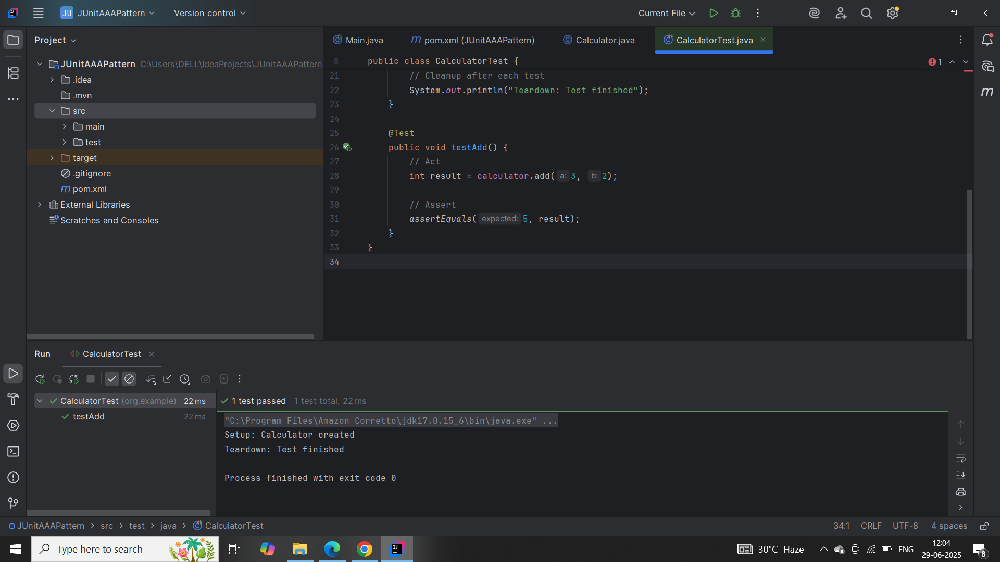 JU JUnitAAAPattern Version control Current File
Project
Main.java m pom.xml (JUnitAAAPattern) Calculator.java CalculatorTest.java
JUnitAAAPattern C:\Users\DELL\IdeaProjects\JUnitAAAPattern
.idea
.mvn
src
main
test
target
.gitignore
m pom.xml
External Libraries
Scratches and Consoles
8 public class CalculatorTest { 1
21 // Cleanup after each test
22 System.out.println("Teardown: Test finished");
23 }
24
25 @Test
26 public void testAdd() {
27 // Act
28 int result = calculator.add( a: 3, b: 2);
29
30 // Assert
31 assertEquals( expected: 5, result);
32 }
33 }
34
m
Run CalculatorTest
CalculatorTest (org.example) 22 ms
testAdd 22 ms
1 test passed 1 test total, 22 ms
"C:\Program Files\Amazon Corretto\jdk17.0.15_6\bin\java.exe" ...
Setup: Calculator created
Teardown: Test finished
Process finished with exit code 0
JUnitAAAPattern > src > test > java > CalculatorTest 34:1 CRLF UTF-8 4 spaces
Type here to search 30°C Haze ENG 12:04
29-06-2025 8